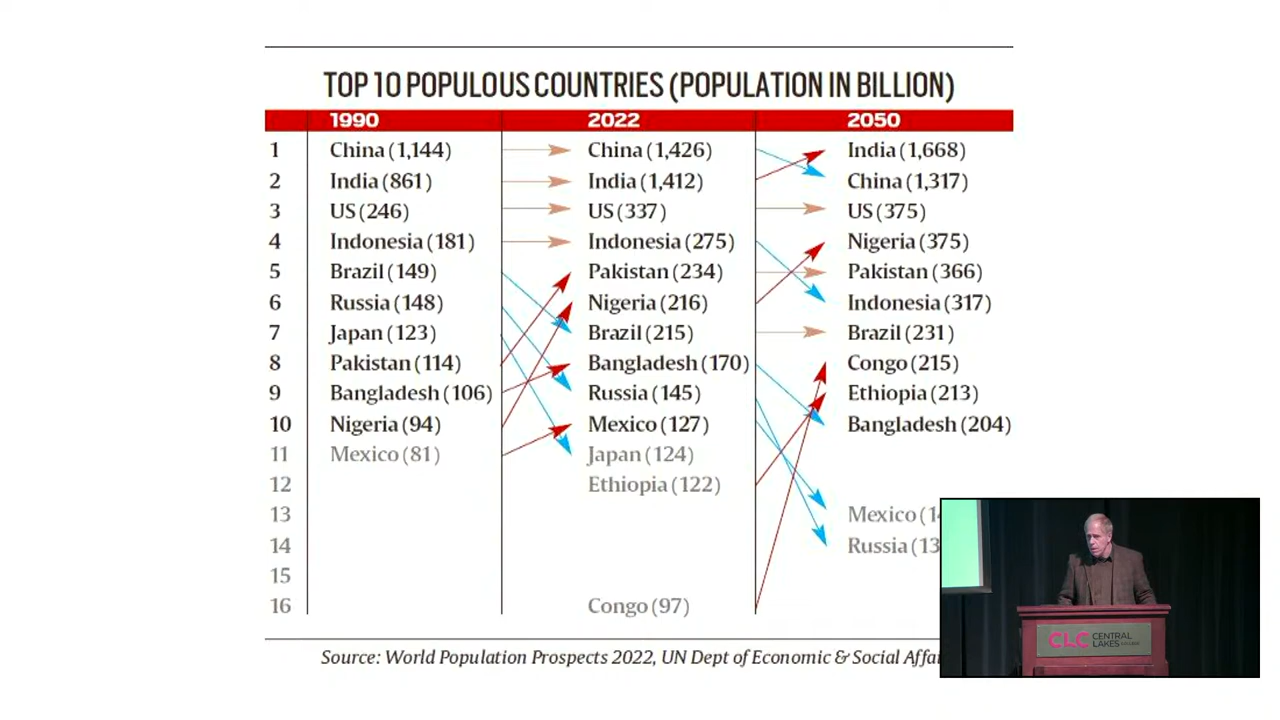 TOP 10 POPULOUS COUNTRIES (POPULATION IN BILLION)
1990 2022 2050
1 China (1,144) China (1,426) India (1,668)
2 India (861) India (1,412) China (1,317)
3 US (246) US (337) US (375)
4 Indonesia (181) Indonesia (275) Nigeria (375)
5 Brazil (149) Pakistan (234) Pakistan (366)
6 Russia (148) Nigeria (216) Indonesia (317)
7 Japan (123) Brazil (215) Brazil (231)
8 Pakistan (114) Bangladesh (170) Congo (215)
9 Bangladesh (106) Russia (145) Ethiopia (213)
10 Nigeria (94) Mexico (127) Bangladesh (204)
11 Mexico (81) Japan (124)
12 Ethiopia (122)
13 Mexico
14 Russia
15
16 Congo (97)
Source: World Population Prospects 2022, UN Dept of Economic & Social
CLC CENTRAL
LAKES